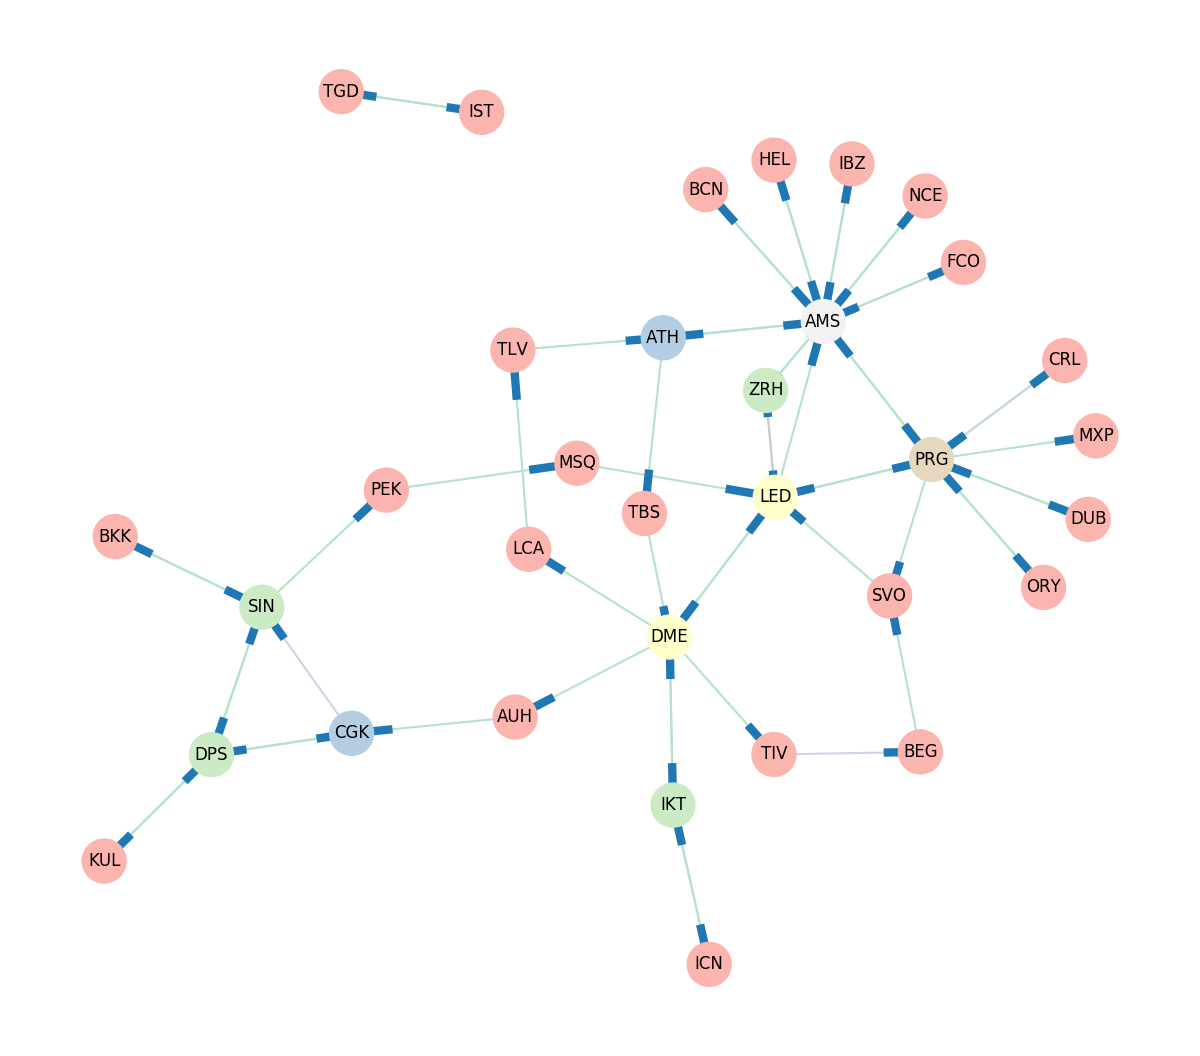 TGD
IST
HEL
IBZ
BCN
NCE
FCO
AMS
ATH
TLV
CRL
ZRH
MXP
PRG
MSQ
PEK
LED
TBS
DUB
BKK
LCA
ORY
SVO
SIN
DME
AUH
CGK
BEG
DPS
TIV
IKT
KUL
ICN